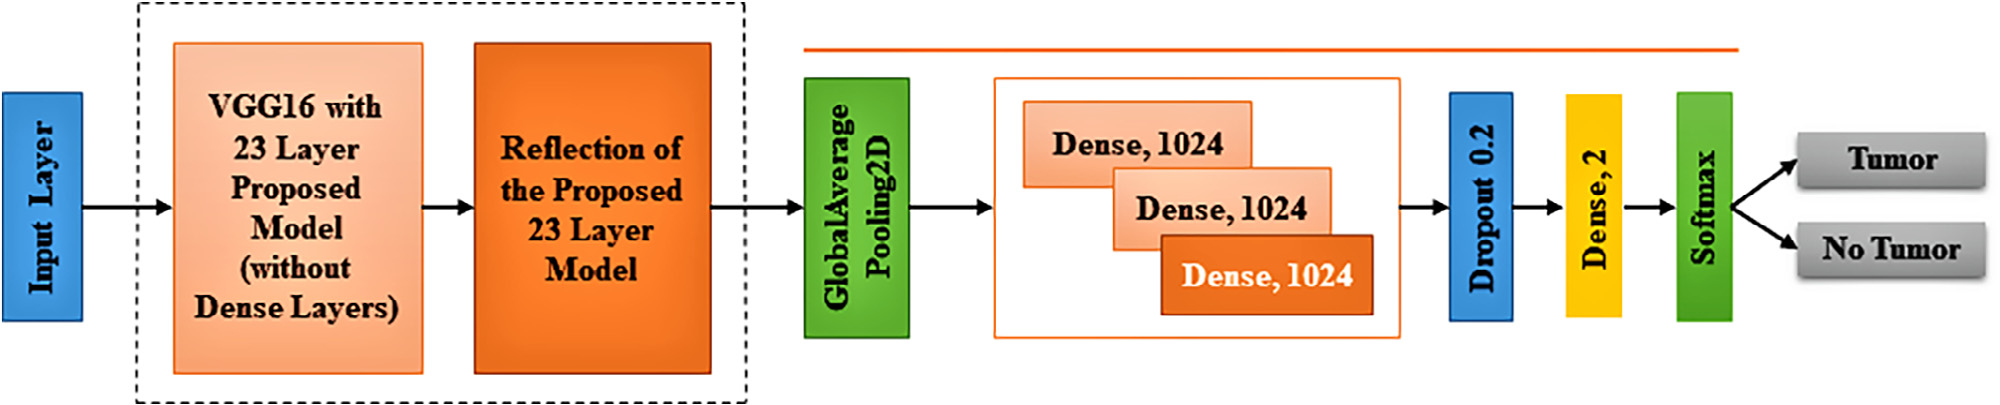 Input Layer
VGG16 with
23 Layer
Proposed
Model
(without
Dense Layers)
Reflection of
the Proposed
23 Layer
Model
GlobalAverage
Pooling2D
Dense, 1024
Dense, 1024
Dense, 1024
Dropout 0.2
Dense, 2
Softmax
Tumor
No Tumor